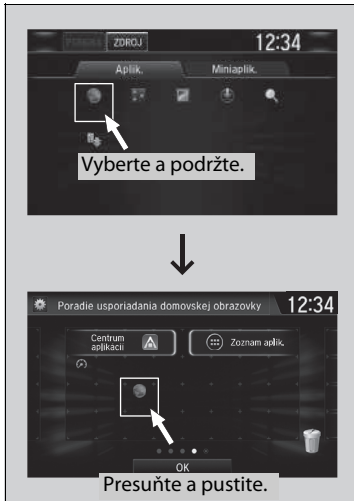 ZDROJ
12:34
Aplik.
Miniaplik.
Vyberte a podržte.
Poradie usporiadania domovskej obrazovky
12:34
Centrum
aplikácií
Zoznam aplik.
OK
Presuňte a pustite.